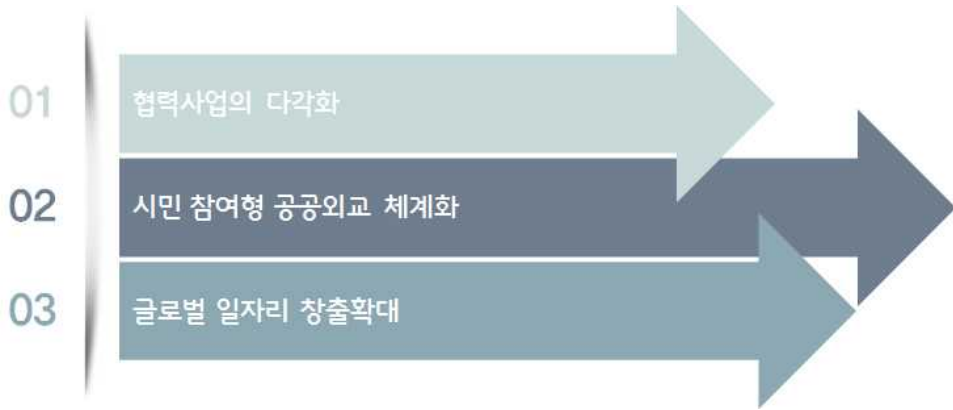 01
협력사업의 다각화
02
시민 참여형 공공외교 체계화
03
글로벌 일자리 창출확대